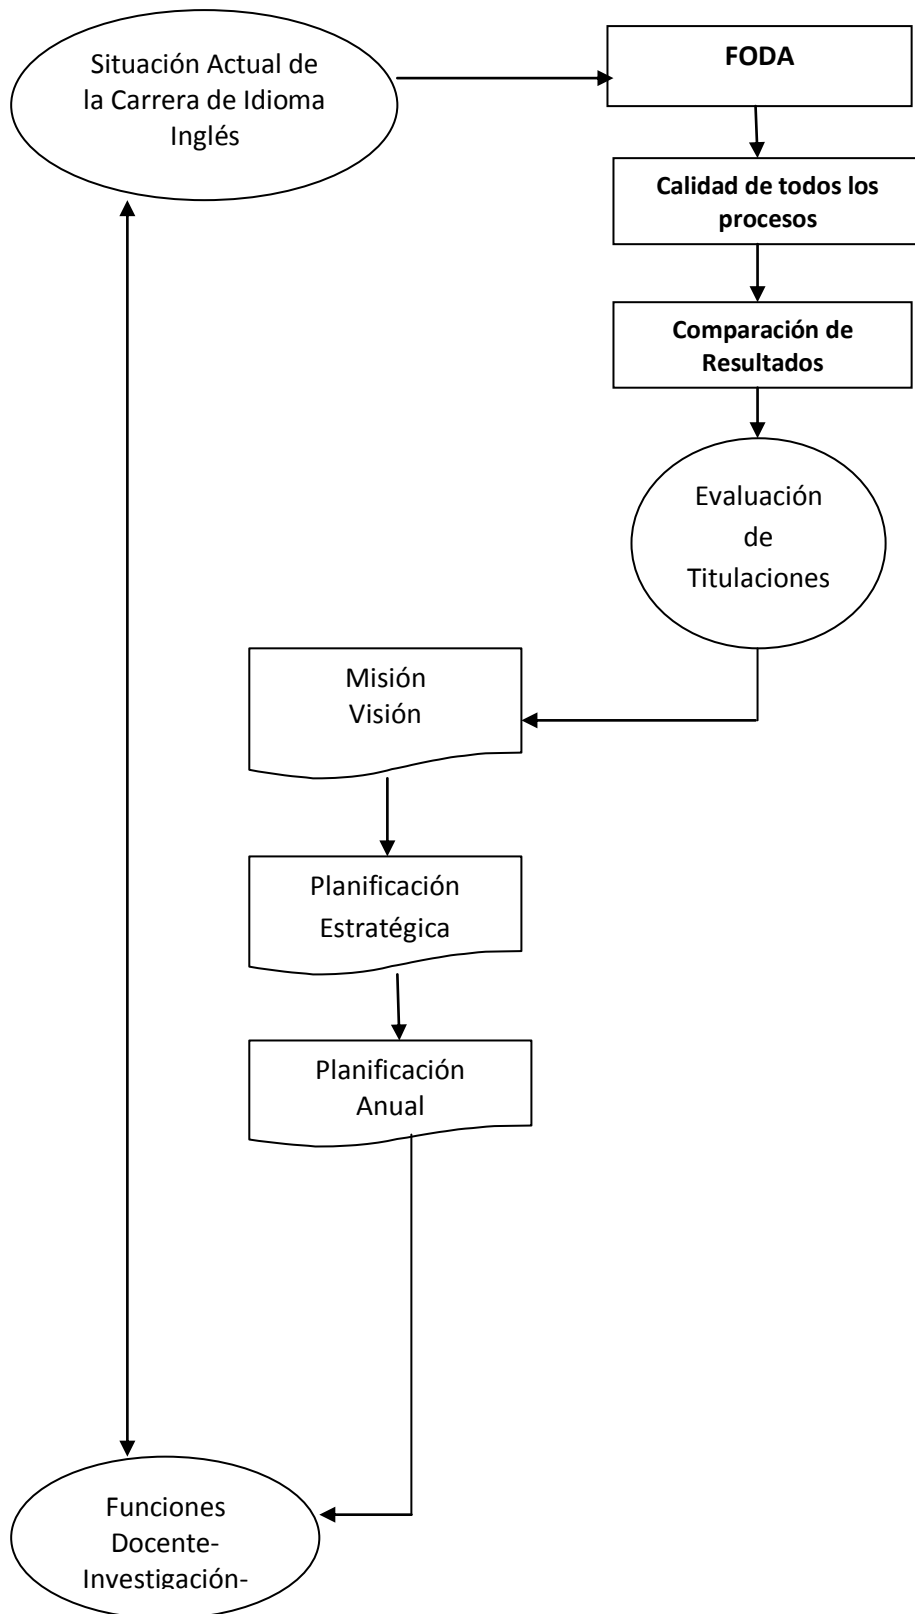 Situación Actual de
la Carrera de Idioma
Inglés
FODA
Calidad de todos los
procesos
Comparación de
Resultados
Evaluación
de
Titulaciones
Misión
Visión
Planificación
Estratégica
Planificación
Anual
Funciones
Docente-
Investigación-